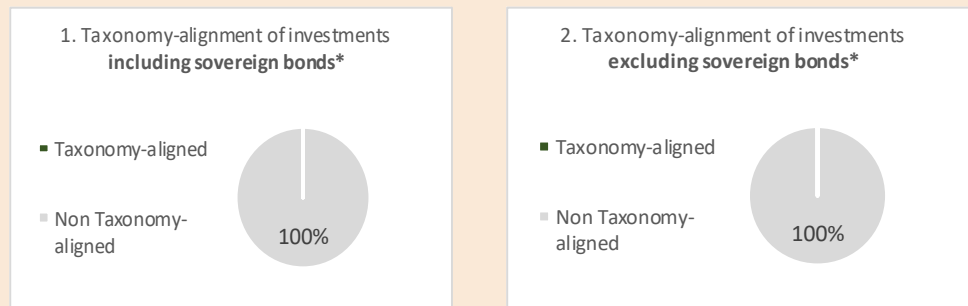 1. Taxonomy-alignment of investments
including sovereign bonds*
Taxonomy-aligned
Non Taxonomy-
aligned
100%
2. Taxonomy-alignment of investments
excluding sovereign bonds*
Taxonomy-aligned
Non Taxonomy-
aligned
100%